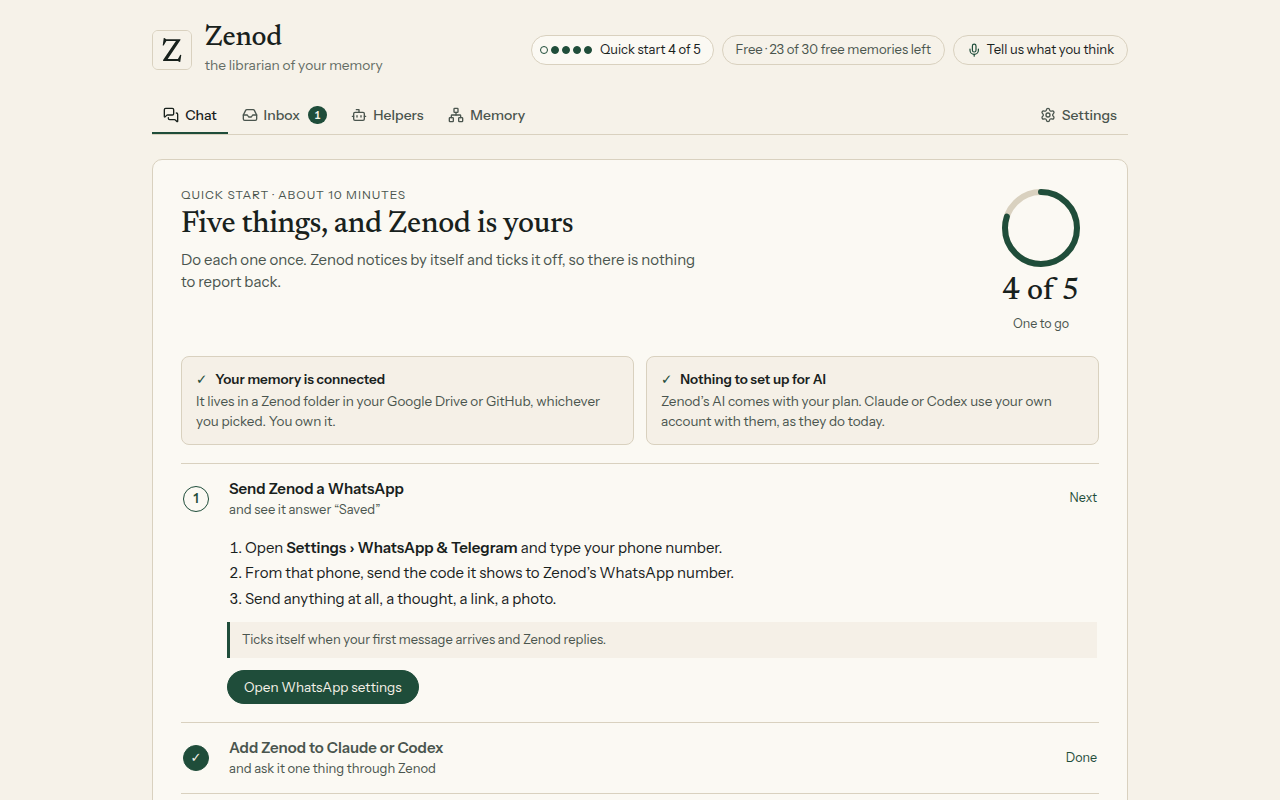 Z
Zenod
the librarian of your memory
Quick start 4 of 5
Free · 23 of 30 free memories left
Tell us what you think
Chat
Inbox 1
Helpers
Memory
Settings
QUICK START · ABOUT 10 MINUTES
Five things, and Zenod is yours
Do each one once. Zenod notices by itself and ticks it off, so there is nothing
to report back.
4 of 5
One to go
✓ Your memory is connected
It lives in a Zenod folder in your Google Drive or GitHub, whichever
you picked. You own it.
✓ Nothing to set up for AI
Zenod’s AI comes with your plan. Claude or Codex use your own
account with them, as they do today.
1
Send Zenod a WhatsApp
and see it answer “Saved”
Next
1. Open Settings › WhatsApp & Telegram and type your phone number.
2. From that phone, send the code it shows to Zenod’s WhatsApp number.
3. Send anything at all, a thought, a link, a photo.
Ticks itself when your first message arrives and Zenod replies.
Open WhatsApp settings
✓
Add Zenod to Claude or Codex
and ask it one thing through Zenod
Done